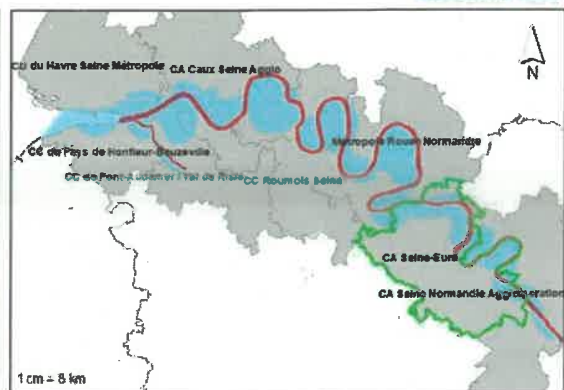 CU du Havre Seine Métropole
CA Caux Seine Agglo
N
Métropole Rouen Normandie
CC du Pays de Honfleur-Beuzeville
CC de Pont-Audemer / Val de Risle
CC Roumois Seine
CA Seine-Eure
CA Seine Normandie Agglomération
1 cm = 8 km